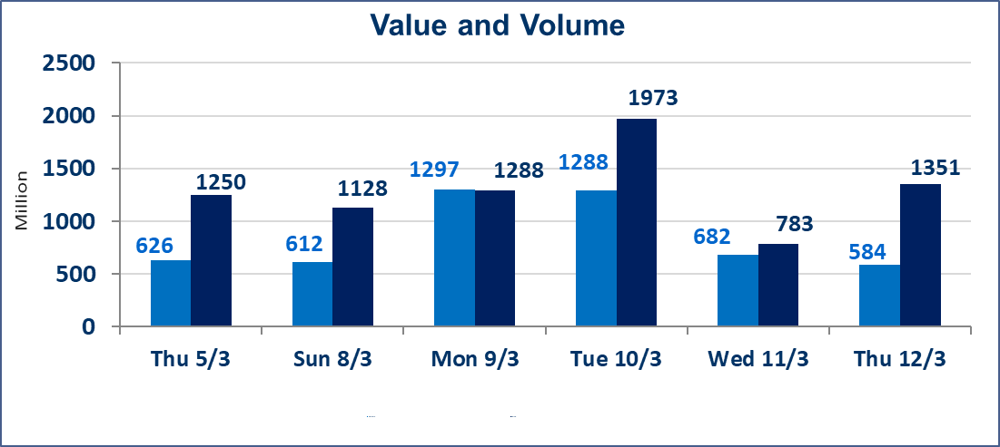 Value and Volume
2500
2000
1500
1000
500
0
Million
626
1250
612
1128
1297
1288
1288
1973
682
783
584
1351
Thu 5/3
Sun 8/3
Mon 9/3
Tue 10/3
Wed 11/3
Thu 12/3